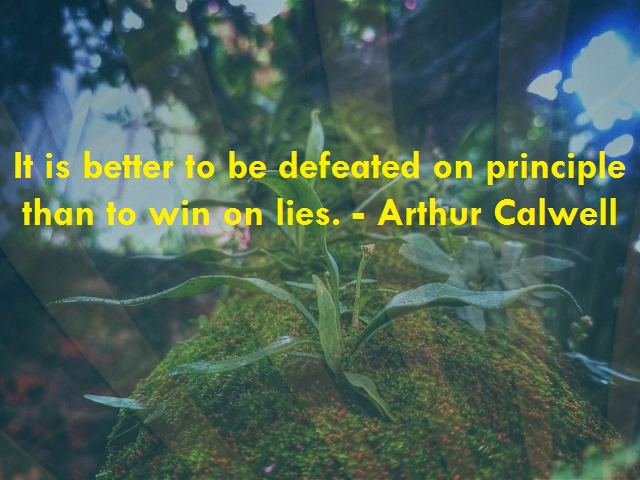 It is better to be defeated on principle
than to win on lies. - Arthur Calwell